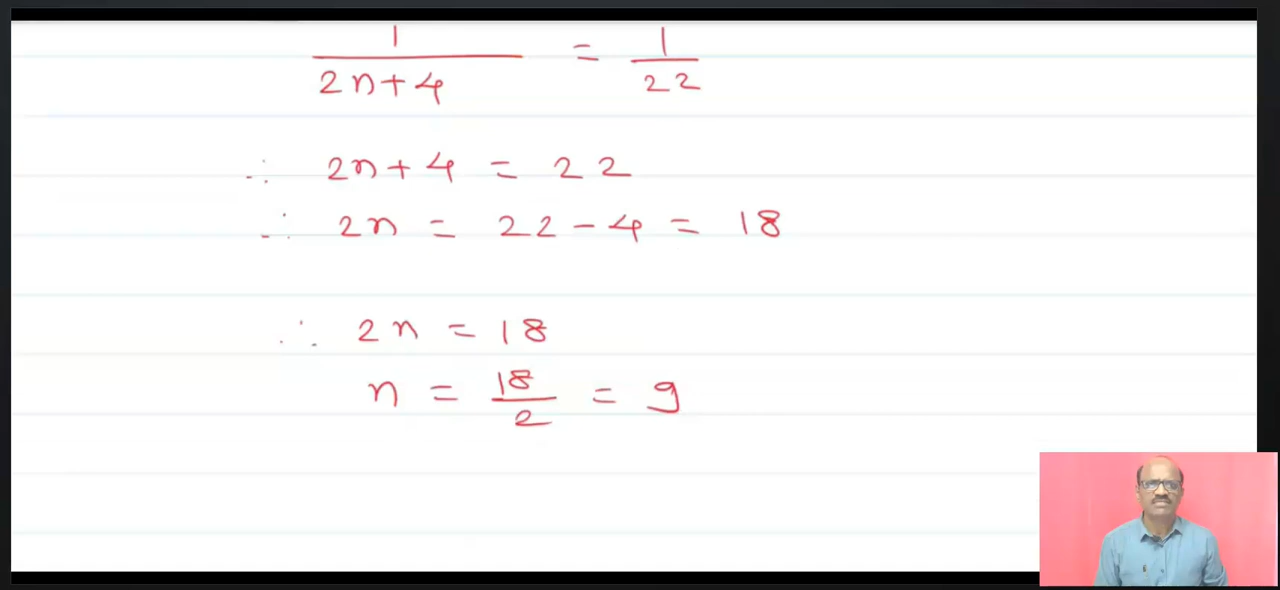 1/(2n+4) = 1/22
∴ 2n+4 = 22
∴ 2n = 22 - 4 = 18
∴ 2n = 18
n = 18/2 = 9